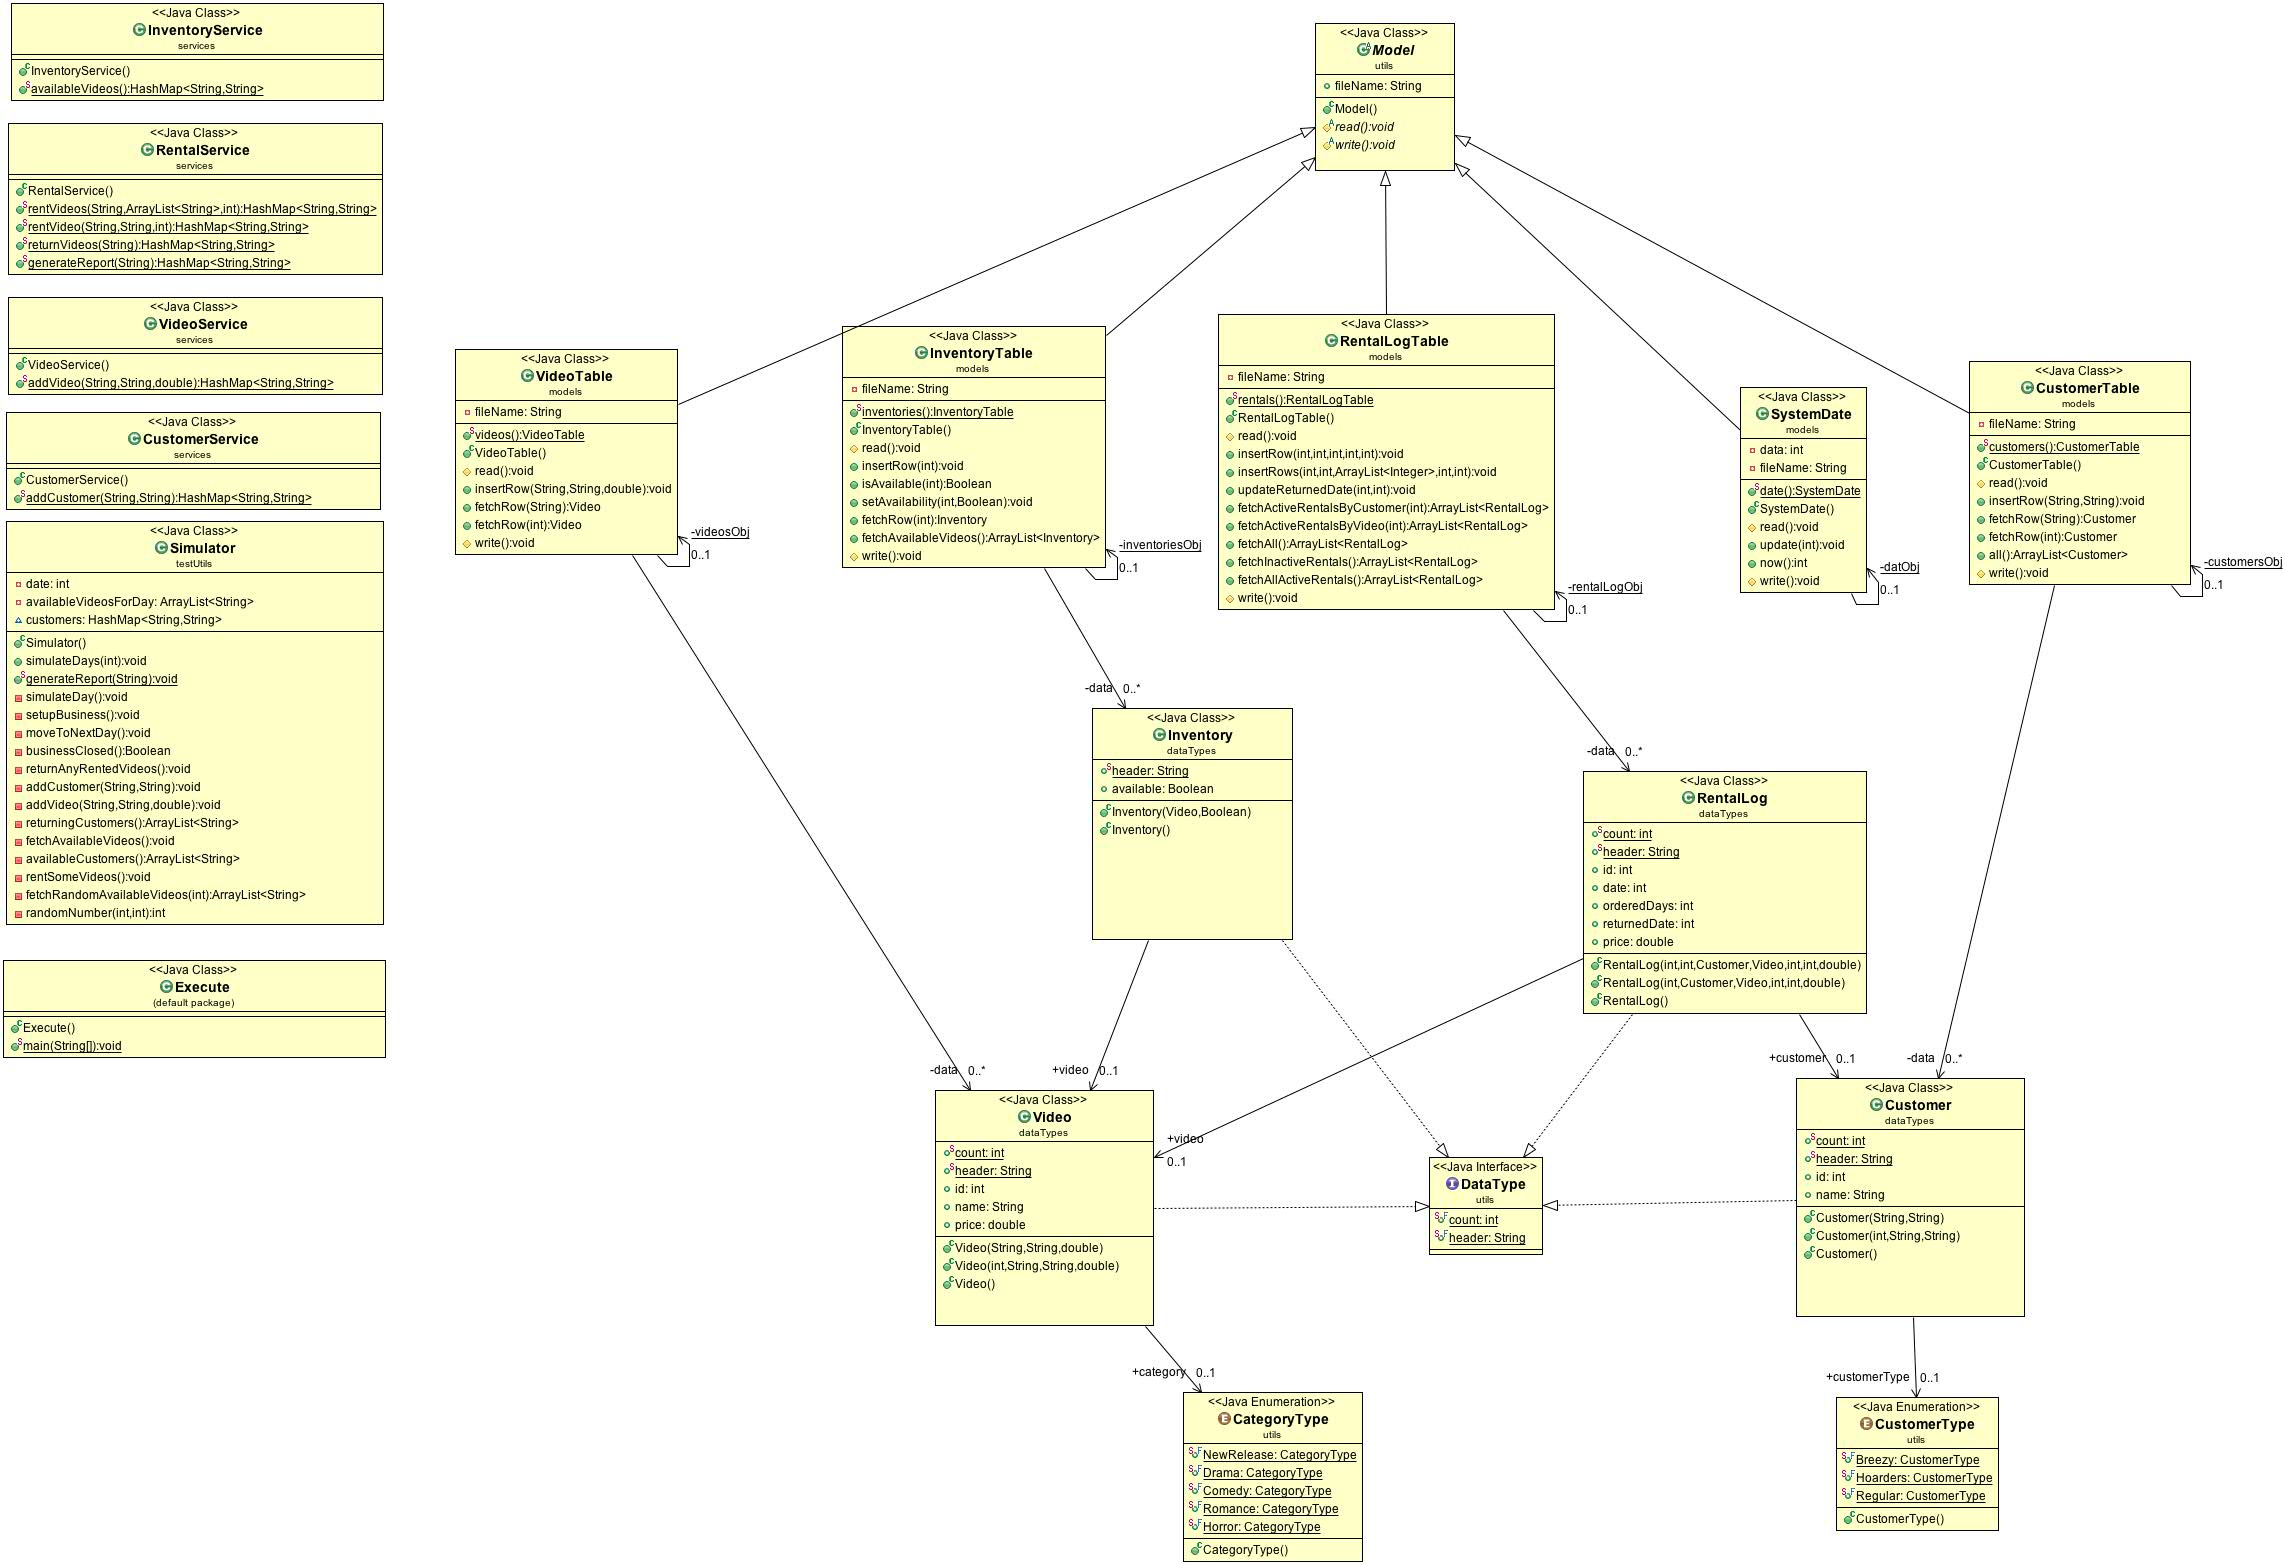 <<Java Class>>
InventoryService
services
InventoryService()
availableVideos():HashMap<String,String>
<<Java Class>>
RentalService
services
RentalService()
rentVideos(String,ArrayList<String>,int):HashMap<String,String>
rentVideo(String,String,int):HashMap<String,String>
returnVideos(String):HashMap<String,String>
generateReport(String):HashMap<String,String>
<<Java Class>>
VideoService
services
VideoService()
addVideo(String,String,double):HashMap<String,String>
<<Java Class>>
CustomerService
services
CustomerService()
addCustomer(String,String):HashMap<String,String>
<<Java Class>>
Simulator
testUtils
date: int
availableVideosForDay: ArrayList<String>
customers: HashMap<String,String>
Simulator()
simulateDays(int):void
generateReport(String):void
simulateDay():void
setupBusiness():void
moveToNextDay():void
businessClosed():Boolean
returnAnyRentedVideos():void
addCustomer(String,String):void
addVideo(String,String,double):void
returningCustomers():ArrayList<String>
fetchAvailableVideos():void
availableCustomers():ArrayList<String>
rentSomeVideos():void
fetchRandomAvailableVideos(int):ArrayList<String>
randomNumber(int,int):int
<<Java Class>>
Execute
(default package)
Execute()
main(String[]):void
<<Java Class>>
Model
utils
fileName: String
Model()
read():void
write():void
<<Java Class>>
VideoTable
models
fileName: String
videos():VideoTable
VideoTable()
read():void
insertRow(String,String,double):void
fetchRow(String):Video
fetchRow(int):Video
write():void
-videosObj
0..1
<<Java Class>>
InventoryTable
models
fileName: String
inventories():InventoryTable
InventoryTable()
read():void
insertRow(int):void
isAvailable(int):Boolean
setAvailability(int,Boolean):void
fetchRow(int):Inventory
fetchAvailableVideos():ArrayList<Inventory>
write():void
-inventoriesObj
0..1
<<Java Class>>
RentalLogTable
models
fileName: String
rentals():RentalLogTable
RentalLogTable()
read():void
insertRow(int,int,int,int,int):void
insertRows(int,int,ArrayList<Integer>,int,int):void
updateReturnedDate(int,int):void
fetchActiveRentalsByCustomer(int):ArrayList<RentalLog>
fetchActiveRentalsByVideo(int):ArrayList<RentalLog>
fetchAll():ArrayList<RentalLog>
fetchInactiveRentals():ArrayList<RentalLog>
fetchAllActiveRentals():ArrayList<RentalLog>
write():void
-rentalLogObj
0..1
<<Java Class>>
SystemDate
models
data: int
fileName: String
date():SystemDate
SystemDate()
read():void
update(int):void
now():int
write():void
-datObj
0..1
<<Java Class>>
CustomerTable
models
fileName: String
customers():CustomerTable
CustomerTable()
read():void
insertRow(String,String):void
fetchRow(String):Customer
fetchRow(int):Customer
all():ArrayList<Customer>
write():void
-customersObj
0..1
-data 0..*
<<Java Class>>
Inventory
dataTypes
header: String
available: Boolean
Inventory(Video,Boolean)
Inventory()
-data 0..*
<<Java Class>>
RentalLog
dataTypes
count: int
header: String
id: int
date: int
orderedDays: int
returnedDate: int
price: double
RentalLog(int,int,Customer,Video,int,int,double)
RentalLog(int,Customer,Video,int,int,double)
RentalLog()
-data 0..*
+video 0..1
<<Java Class>>
Video
dataTypes
count: int
header: String
id: int
name: String
price: double
Video(String,String,double)
Video(int,String,String,double)
Video()
+video
0..1
<<Java Interface>>
DataType
utils
count: int
header: String
+customer 0..1
-data 0..*
<<Java Class>>
Customer
dataTypes
count: int
header: String
id: int
name: String
Customer(String,String)
Customer(int,String,String)
Customer()
+category 0..1
<<Java Enumeration>>
CategoryType
utils
NewRelease: CategoryType
Drama: CategoryType
Comedy: CategoryType
Romance: CategoryType
Horror: CategoryType
CategoryType()
+customerType 0..1
<<Java Enumeration>>
CustomerType
utils
Breezy: CustomerType
Hoarders: CustomerType
Regular: CustomerType
CustomerType()